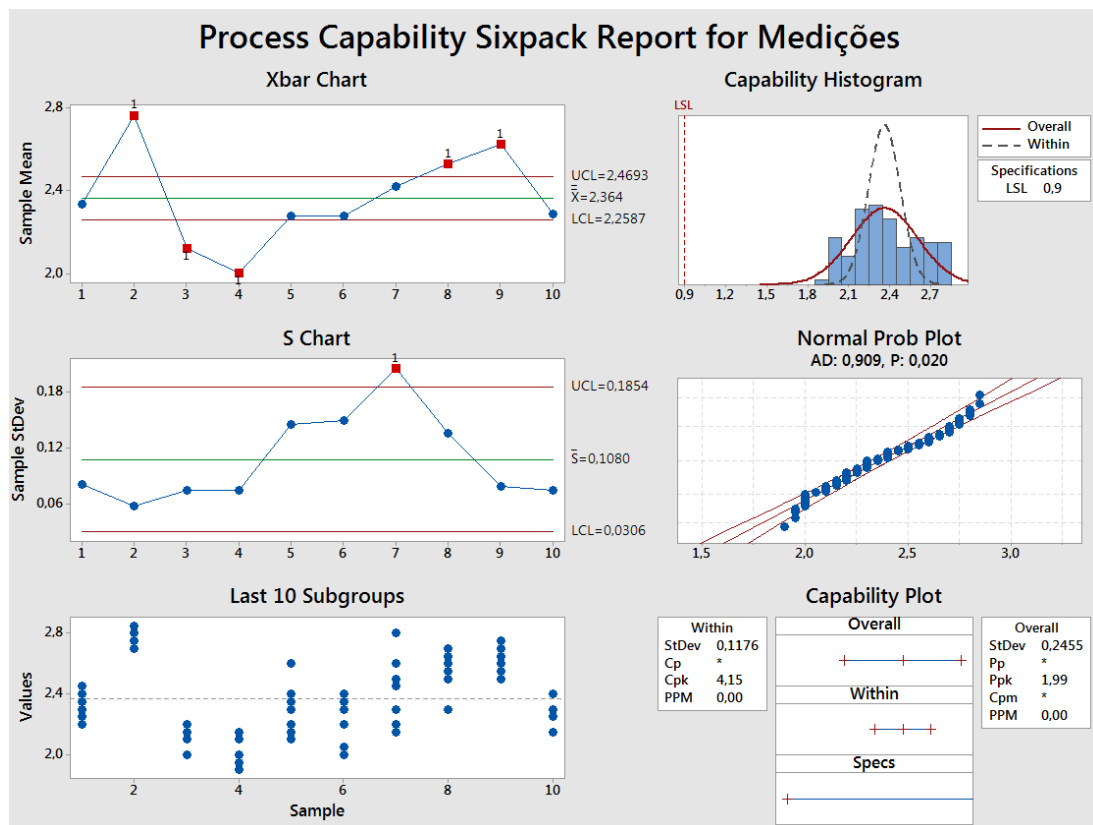 Process Capability Sixpack Report for Medições
Xbar Chart
Sample Mean
2,8
2,4
2,0
1
1
1
1
1
UCL=2,4693
X=2,364
LCL=2,2587
1 2 3 4 5 6 7 8 9 10
S Chart
Sample StDev
0,18
0,12
0,06
1
UCL=0,1854
S=0,1080
LCL=0,0306
1 2 3 4 5 6 7 8 9 10
Last 10 Subgroups
Values
2,8
2,4
2,0
2 4 6 8 10
Sample
Capability Histogram
LSL
0,9 1,2 1,5 1,8 2,1 2,4 2,7
Overall
Within
Specifications
LSL 0,9
Normal Prob Plot
AD: 0,909, P: 0,020
1,5 2,0 2,5 3,0
Capability Plot
Within
StDev 0,1176
Cp *
Cpk 4,15
PPM 0,00
Overall
Within
Specs
Overall
StDev 0,2455
Pp *
Ppk 1,99
Cpm *
PPM 0,00